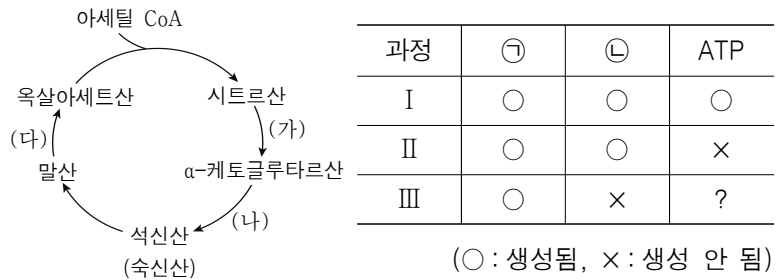 아세틸 CoA
옥살아세트산
시트르산
(다)
(가)
말산
α-케토글루타르산
(나)
석신산
(숙신산)
과정 ㉠ ㉡ ATP
Ⅰ ○ ○ ○
Ⅱ ○ ○ ×
Ⅲ ○ × ?
(○ : 생성됨, × : 생성 안 됨)